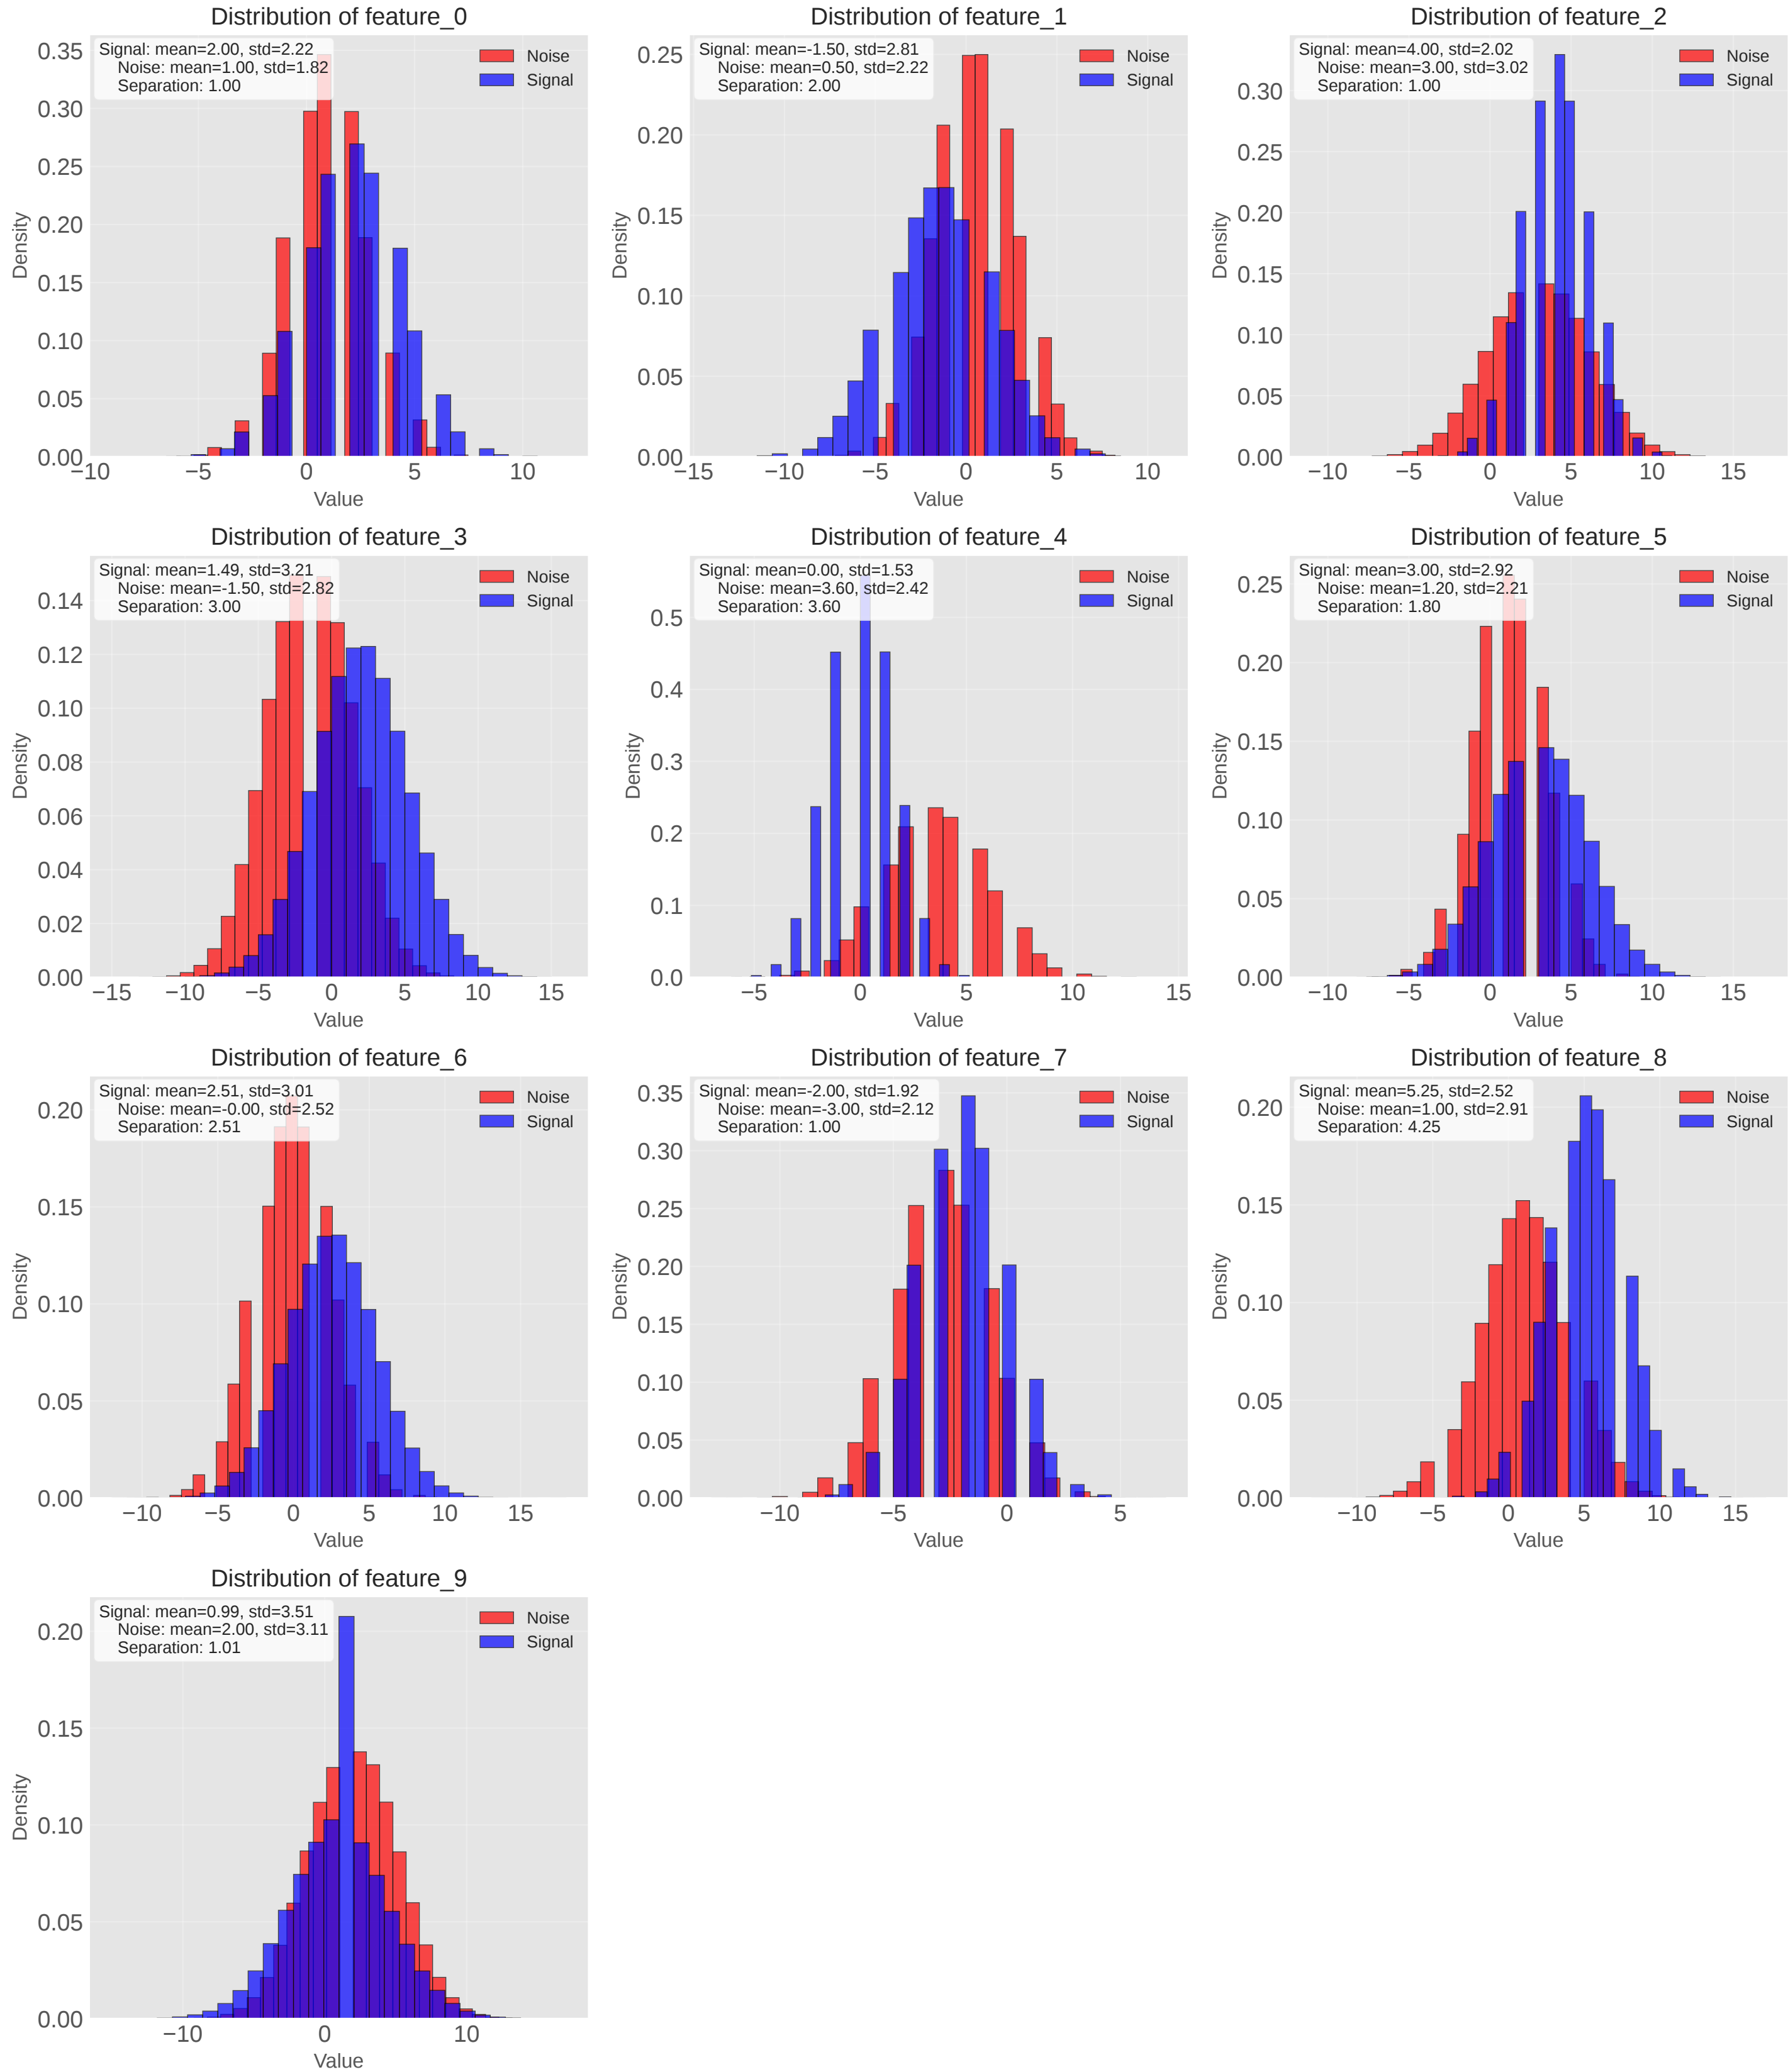 Distribution of feature_0
Signal: mean=2.00, std=2.22
Noise: mean=1.00, std=1.82
Separation: 1.00
Noise
Signal
0.35
0.30
0.25
0.20
0.15
0.10
0.05
0.00
Density
−10 −5 0 5 10
Value
Distribution of feature_1
Signal: mean=-1.50, std=2.81
Noise: mean=0.50, std=2.22
Separation: 2.00
Noise
Signal
0.25
0.20
0.15
0.10
0.05
0.00
Density
−15 −10 −5 0 5 10
Value
Distribution of feature_2
Signal: mean=4.00, std=2.02
Noise: mean=3.00, std=3.02
Separation: 1.00
Noise
Signal
0.30
0.25
0.20
0.15
0.10
0.05
0.00
Density
−10 −5 0 5 10 15
Value
Distribution of feature_3
Signal: mean=1.49, std=3.21
Noise: mean=-1.50, std=2.82
Separation: 3.00
Noise
Signal
0.14
0.12
0.10
0.08
0.06
0.04
0.02
0.00
Density
−15 −10 −5 0 5 10 15
Value
Distribution of feature_4
Signal: mean=0.00, std=1.53
Noise: mean=3.60, std=2.42
Separation: 3.60
Noise
Signal
0.5
0.4
0.3
0.2
0.1
0.0
Density
−5 0 5 10 15
Value
Distribution of feature_5
Signal: mean=3.00, std=2.92
Noise: mean=1.20, std=2.21
Separation: 1.80
Noise
Signal
0.25
0.20
0.15
0.10
0.05
0.00
Density
−10 −5 0 5 10 15
Value
Distribution of feature_6
Signal: mean=2.51, std=3.01
Noise: mean=-0.00, std=2.52
Separation: 2.51
Noise
Signal
0.20
0.15
0.10
0.05
0.00
Density
−10 −5 0 5 10 15
Value
Distribution of feature_7
Signal: mean=-2.00, std=1.92
Noise: mean=-3.00, std=2.12
Separation: 1.00
Noise
Signal
0.35
0.30
0.25
0.20
0.15
0.10
0.05
0.00
Density
−10 −5 0 5
Value
Distribution of feature_8
Signal: mean=5.25, std=2.52
Noise: mean=1.00, std=2.91
Separation: 4.25
Noise
Signal
0.20
0.15
0.10
0.05
0.00
Density
−10 −5 0 5 10 15
Value
Distribution of feature_9
Signal: mean=0.99, std=3.51
Noise: mean=2.00, std=3.11
Separation: 1.01
Noise
Signal
0.20
0.15
0.10
0.05
0.00
Density
−10 0 10
Value